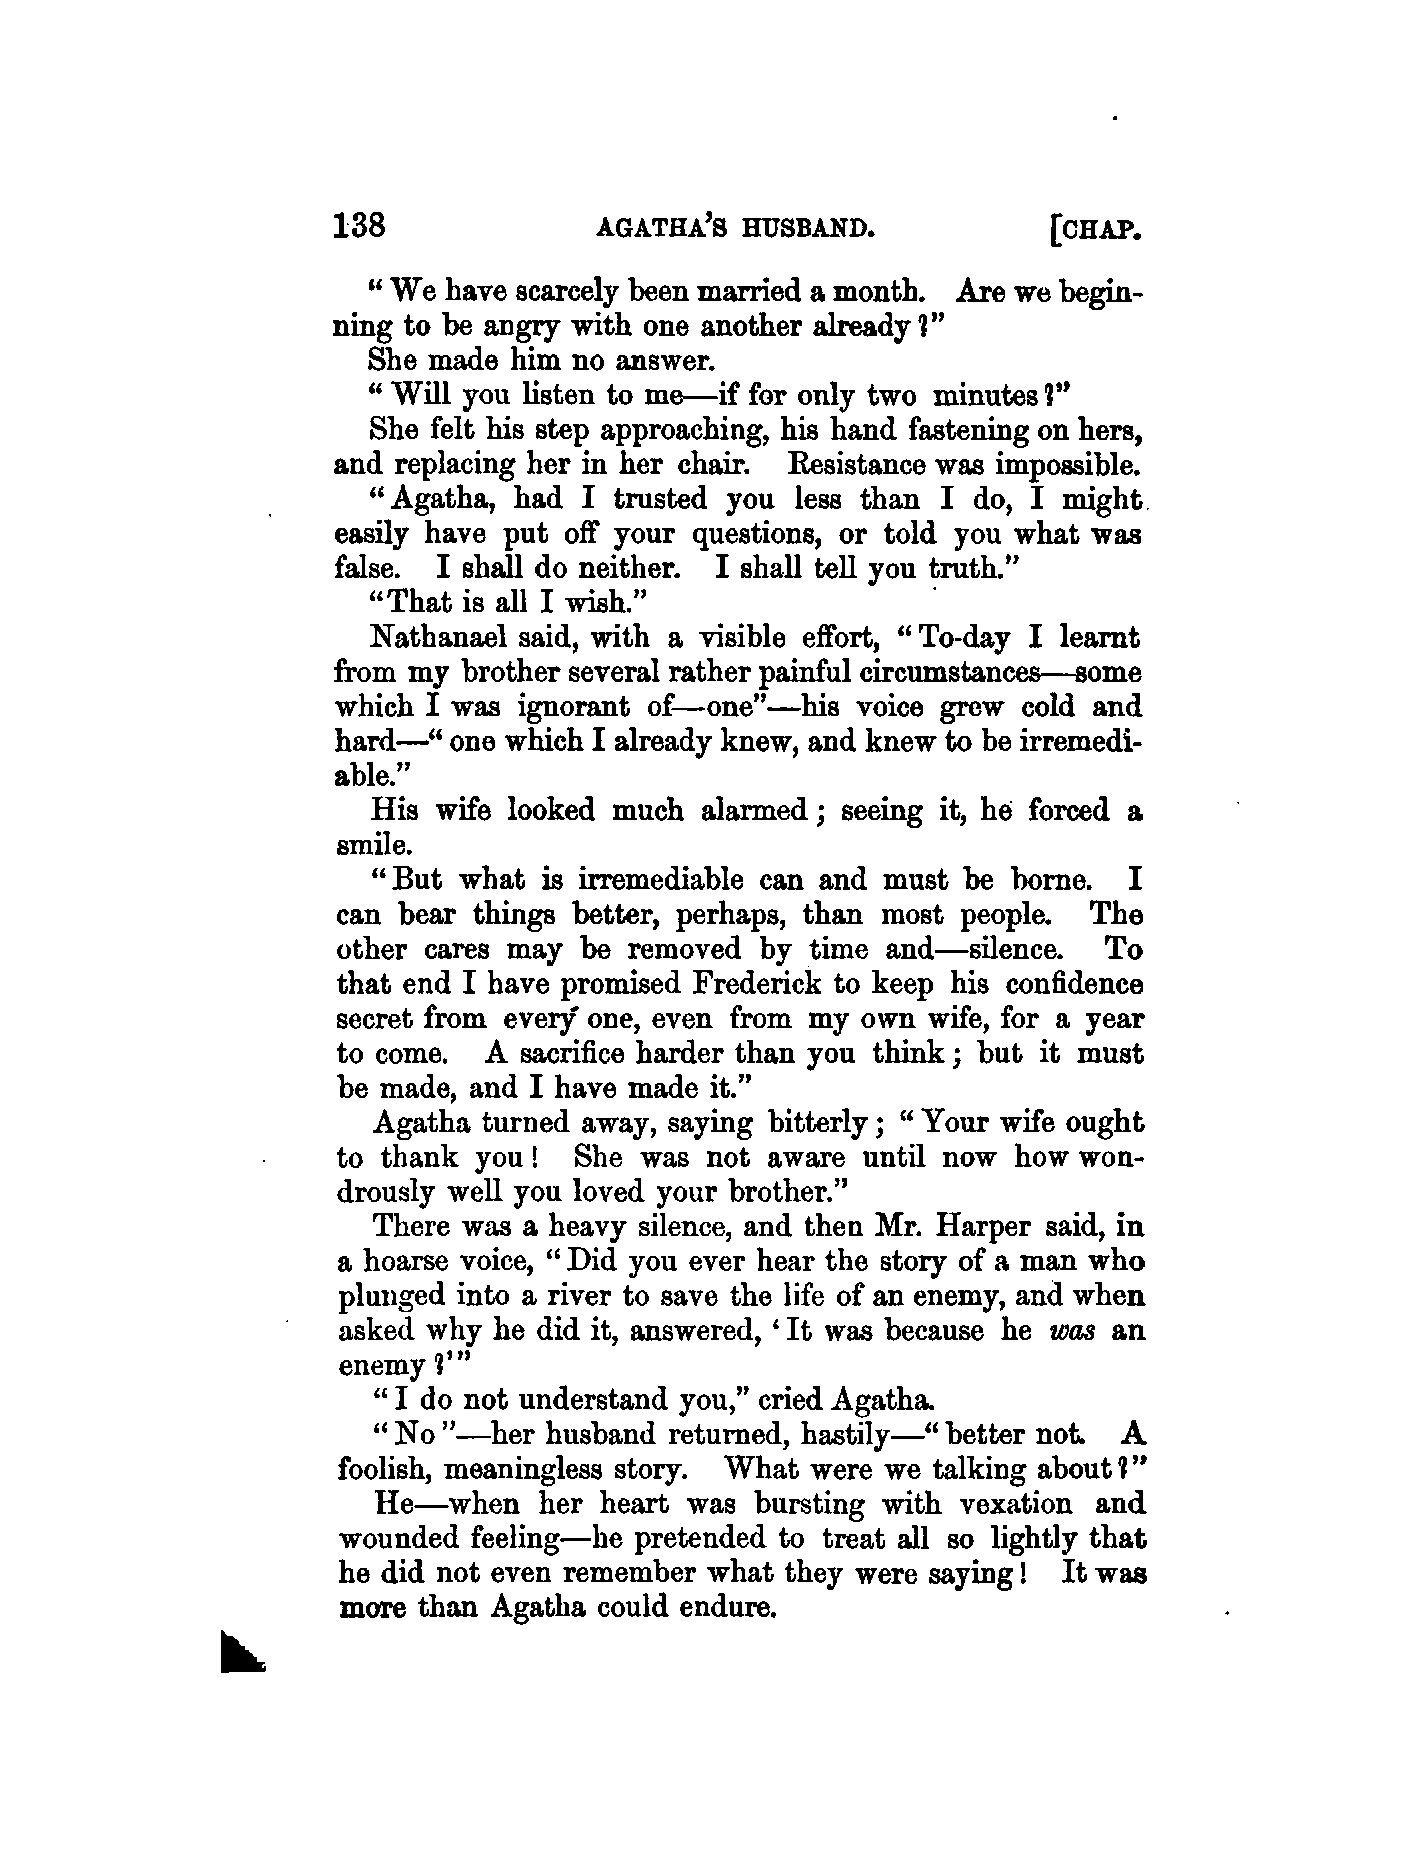 138 AGATHA'S HUSBAND. [CHAP.
"We have scarcely been married a month. Are we begin-
ning to be angry with one another already?"
She made him no answer.
"Will you listen to me—if for only two minutes?"
She felt his step approaching, his hand fastening on hers,
and replacing her in her chair. Resistance was impossible.
"Agatha, had I trusted you less than I do, I might
easily have put off your questions, or told you what was
false. I shall do neither. I shall tell you truth."
"That is all I wish."
Nathanael said, with a visible effort, "To-day I learnt
from my brother several rather painful circumstances—some
which I was ignorant of—one"—his voice grew cold and
hard—"one which I already knew, and knew to be irremedi-
able."
His wife looked much alarmed; seeing it, he forced a
smile.
"But what is irremediable can and must be borne. I
can bear things better, perhaps, than most people. The
other cares may be removed by time and—silence. To
that end I have promised Frederick to keep his confidence
secret from every one, even from my own wife, for a year
to come. A sacrifice harder than you think; but it must
be made, and I have made it."
Agatha turned away, saying bitterly; "Your wife ought
to thank you! She was not aware until now how won-
drously well you loved your brother."
There was a heavy silence, and then Mr. Harper said, in
a hoarse voice, "Did you ever hear the story of a man who
plunged into a river to save the life of an enemy, and when
asked why he did it, answered, 'It was because he was an
enemy?'"
"I do not understand you," cried Agatha.
"No"—her husband returned, hastily—"better not. A
foolish, meaningless story. What were we talking about?"
He—when her heart was bursting with vexation and
wounded feeling—he pretended to treat all so lightly that
he did not even remember what they were saying! It was
more than Agatha could endure.